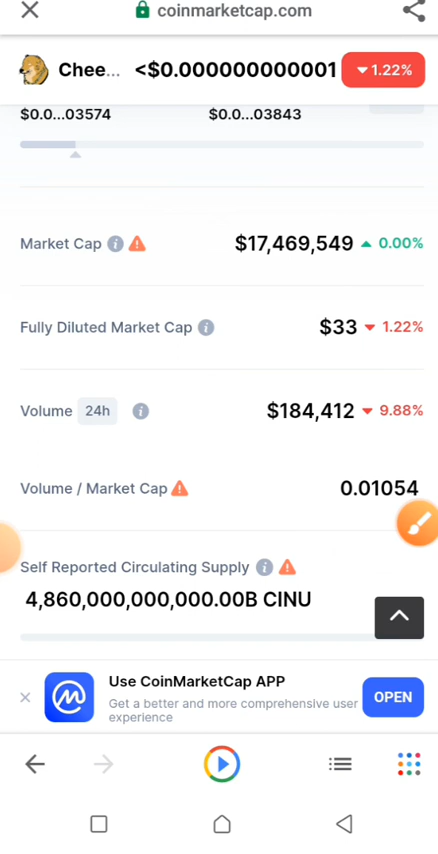 coinmarketcap.com
Chee... <$0.000000000001 1.22%
$0.0...03574 $0.0...03843
Market Cap $17,469,549 0.00%
Fully Diluted Market Cap $33 1.22%
Volume 24h $184,412 9.88%
Volume / Market Cap 0.01054
Self Reported Circulating Supply
4,860,000,000,000.00B CINU
Use CoinMarketCap APP
Get a better and more comprehensive user
experience
OPEN